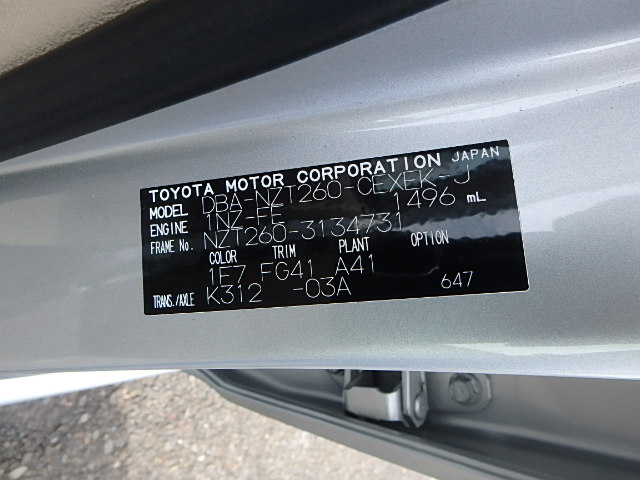 TOYOTA MOTOR CORPORATION JAPAN
MODEL DBA-NZT260-CEXEK-J
ENGINE 1NZ-FE 1496 mL
FRAME No. NZT260-3134731
COLOR TRIM PLANT OPTION
1F7 FG41 A41
TRANS./AXLE K312 -03A 647